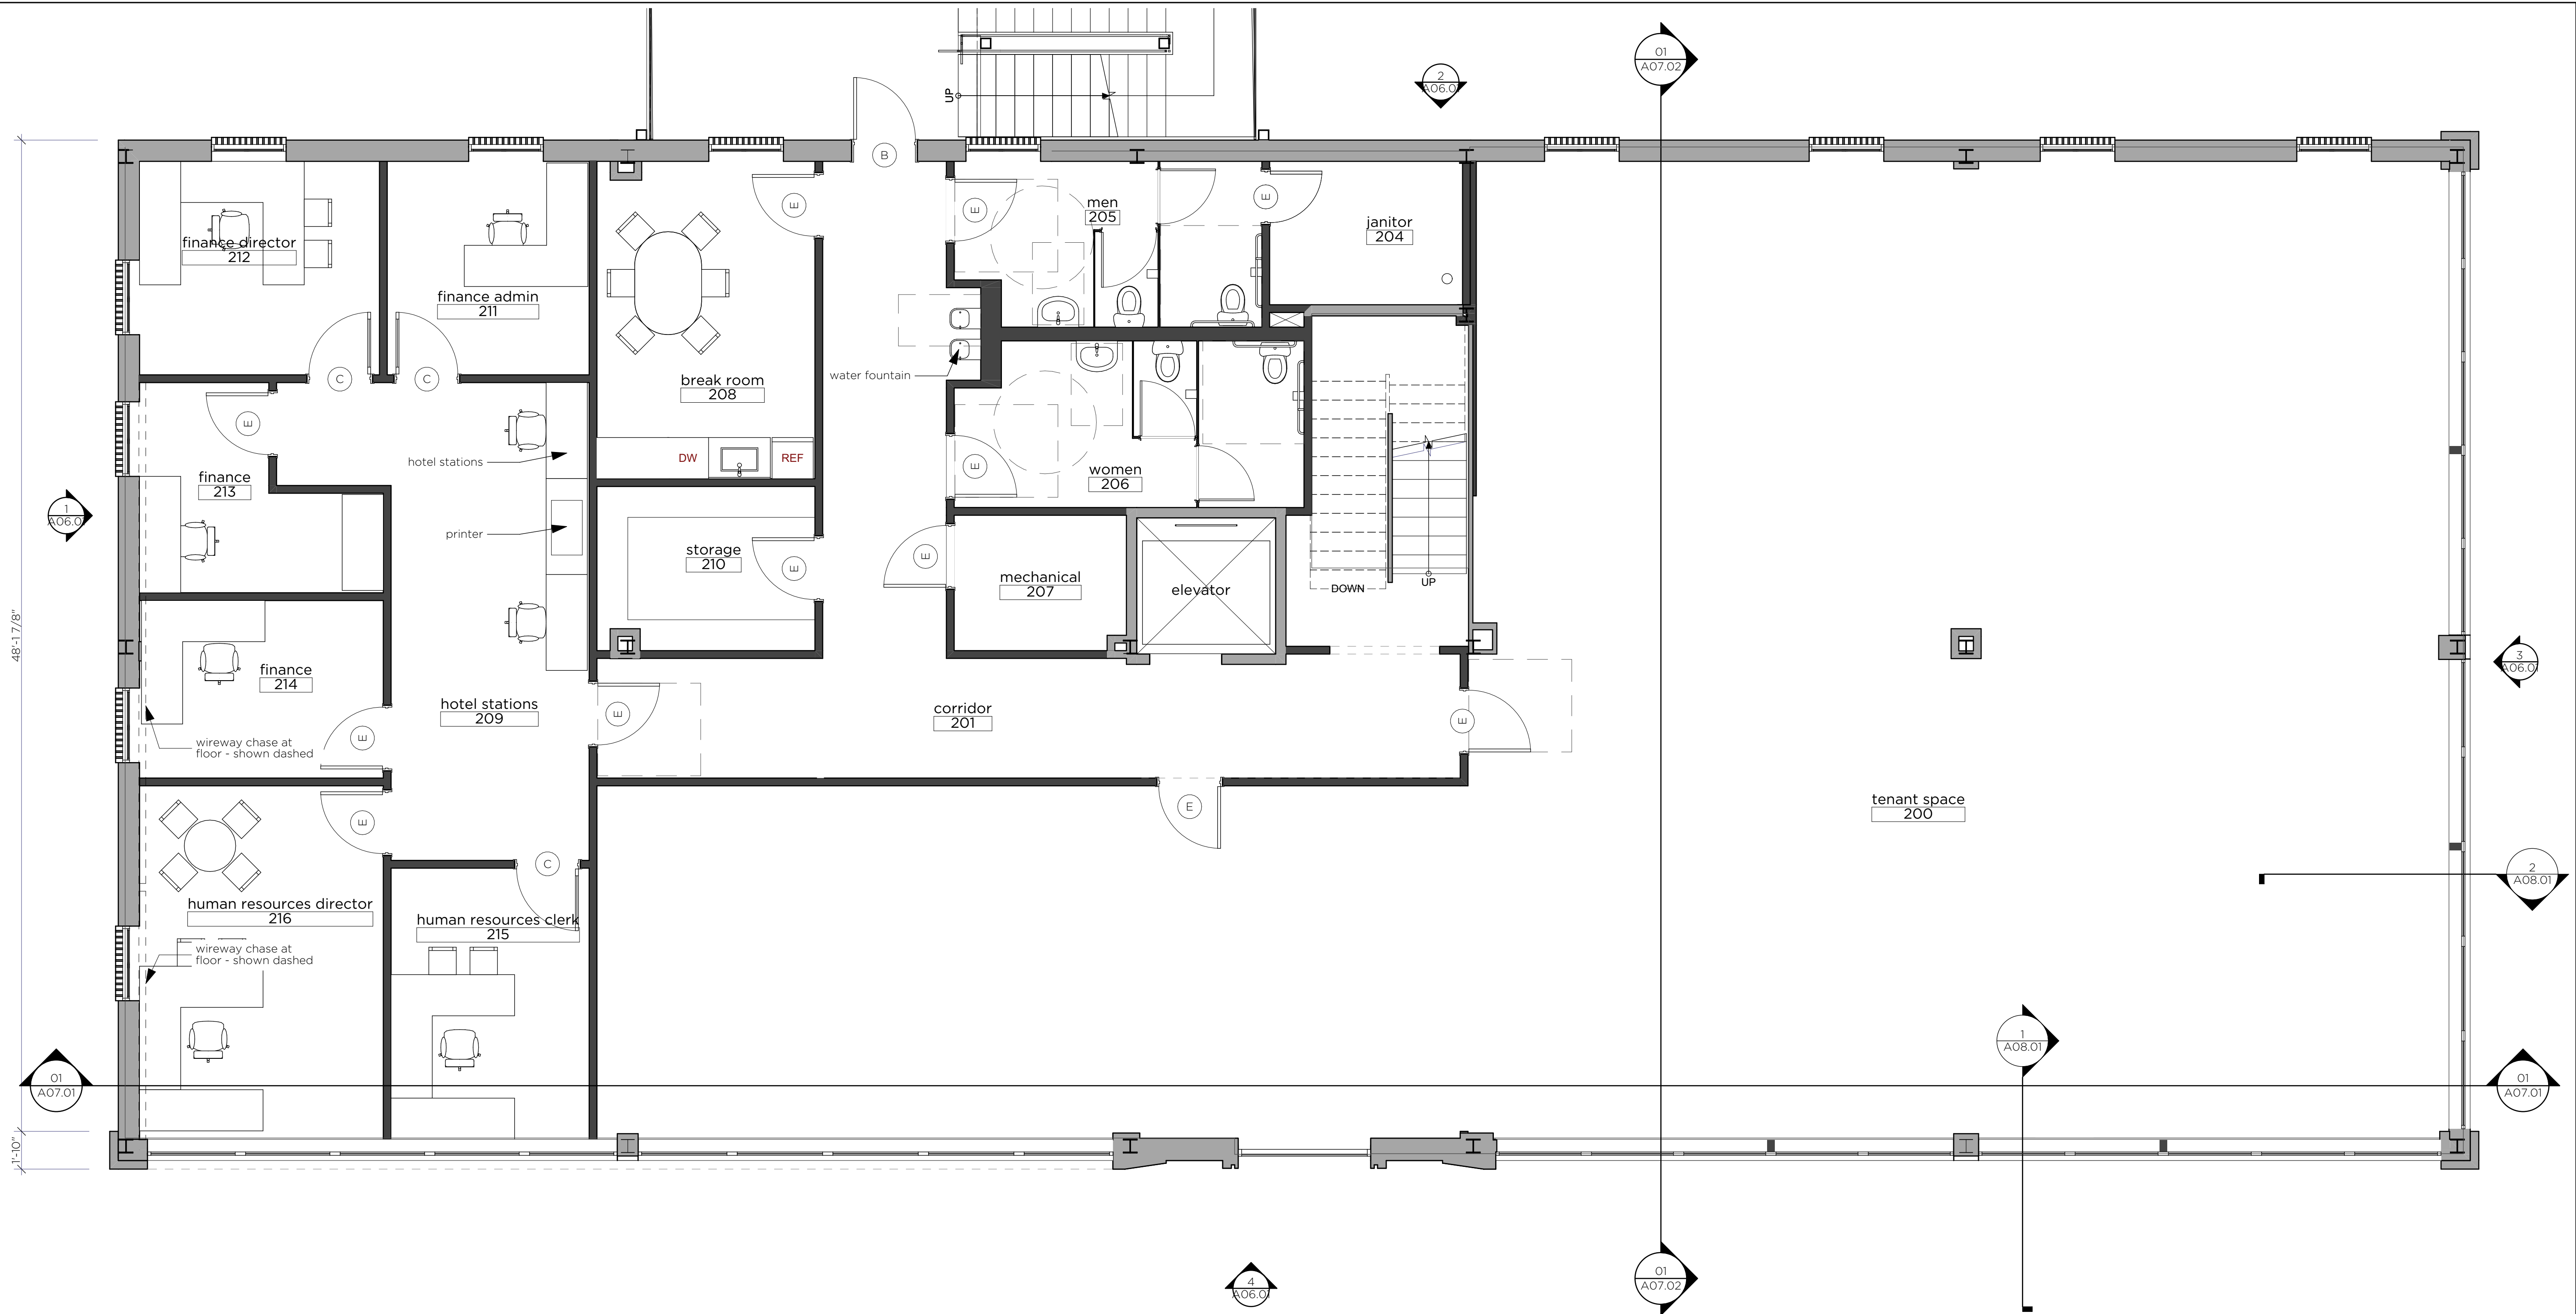 01
A07.02
2
A06.01
UP
B
E
E
E
men
205
janitor
204
finance director
212
finance admin
211
C
C
water fountain
break room
208
E
hotel stations
DW
REF
finance
213
women
206
E
1
A06.01
printer
storage
210
E
E
mechanical
207
elevator
DOWN
UP
48'-1 7/8"
finance
214
hotel stations
209
E
corridor
201
E
3
A06.01
wireway chase at
floor - shown dashed
E
E
E
tenant space
200
C
2
A08.01
human resources director
216
human resources clerk
215
wireway chase at
floor - shown dashed
1
A08.01
01
A07.01
01
A07.01
1'-10"
4
A06.01
01
A07.02